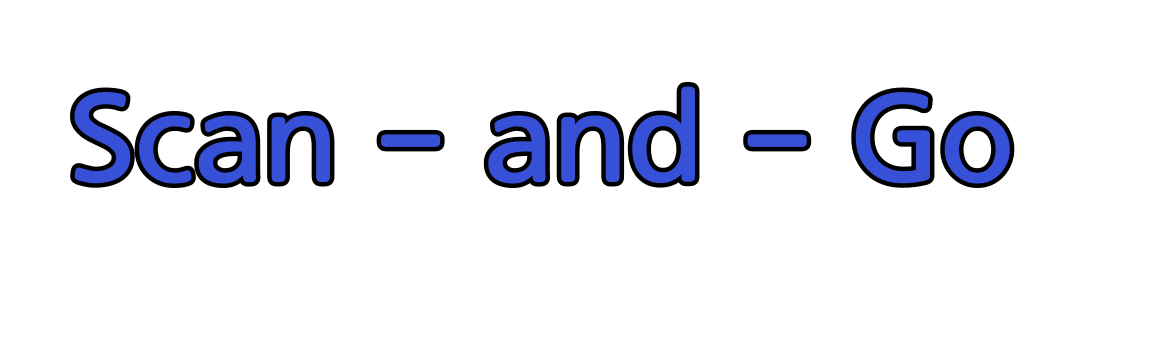 Scan – and – Go